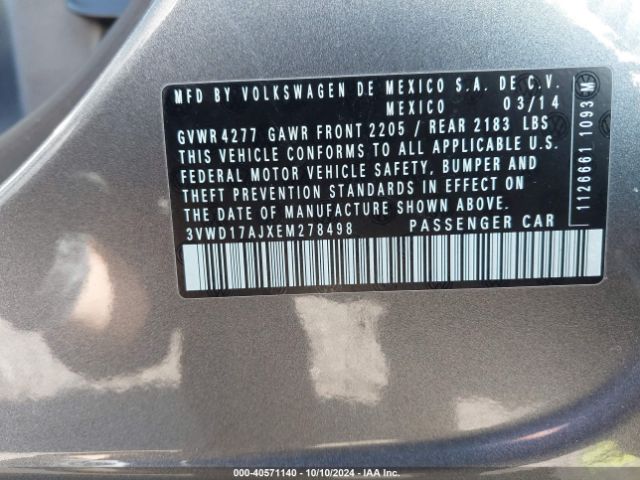 MFD BY VOLKSWAGEN DE MEXICO S.A. DE C.V.
MEXICO 03/14
GVWR 4277 GAWR FRONT 2205 / REAR 2183 LBS
THIS VEHICLE CONFORMS TO ALL APPLICABLE U.S.
FEDERAL MOTOR VEHICLE SAFETY, BUMPER AND
THEFT PREVENTION STANDARDS IN EFFECT ON
THE DATE OF MANUFACTURE SHOWN ABOVE.
3VWD17AJXEM278498 PASSENGER CAR
1126661 1093 M
000-40571140 - 10/10/2024 - IAA Inc.